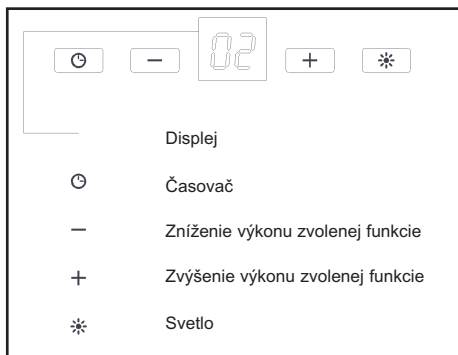 02
Displej
Časovač
Zníženie výkonu zvolenej funkcie
Zvýšenie výkonu zvolenej funkcie
Svetlo